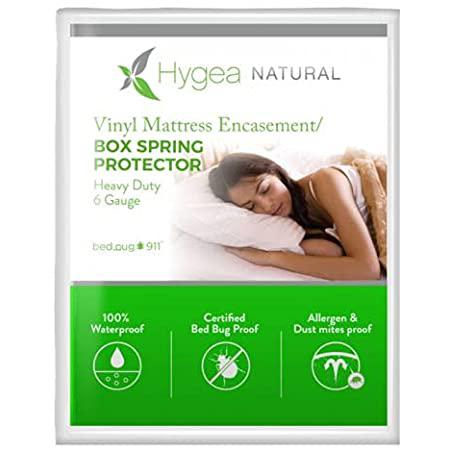 Hygea NATURAL
Vinyl Mattress Encasement/
BOX SPRING
PROTECTOR
Heavy Duty
6 Gauge
bed bug 911
100%
Waterproof
Certified
Bed Bug Proof
Allergen &
Dust mites proof